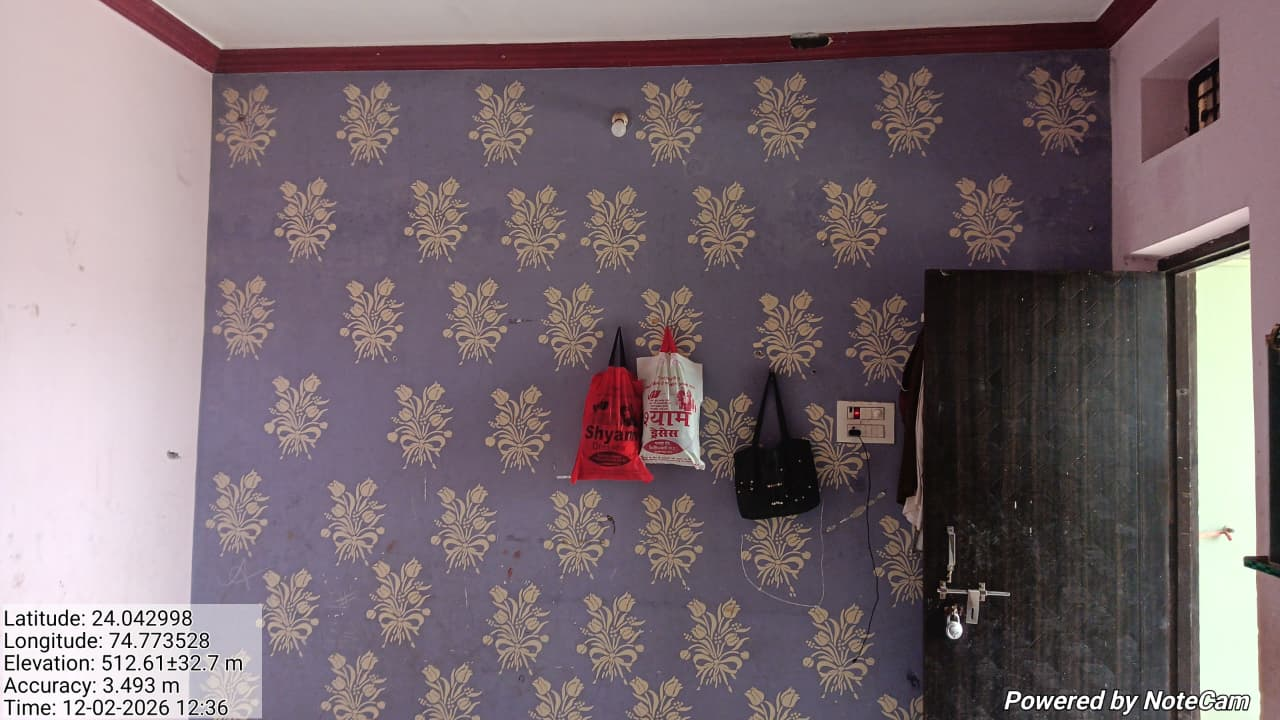 Shyam
श्याम
ड्रेसेस
Latitude: 24.042998
Longitude: 74.773528
Elevation: 512.61±32.7 m
Accuracy: 3.493 m
Time: 12-02-2026 12:36
Powered by NoteCam